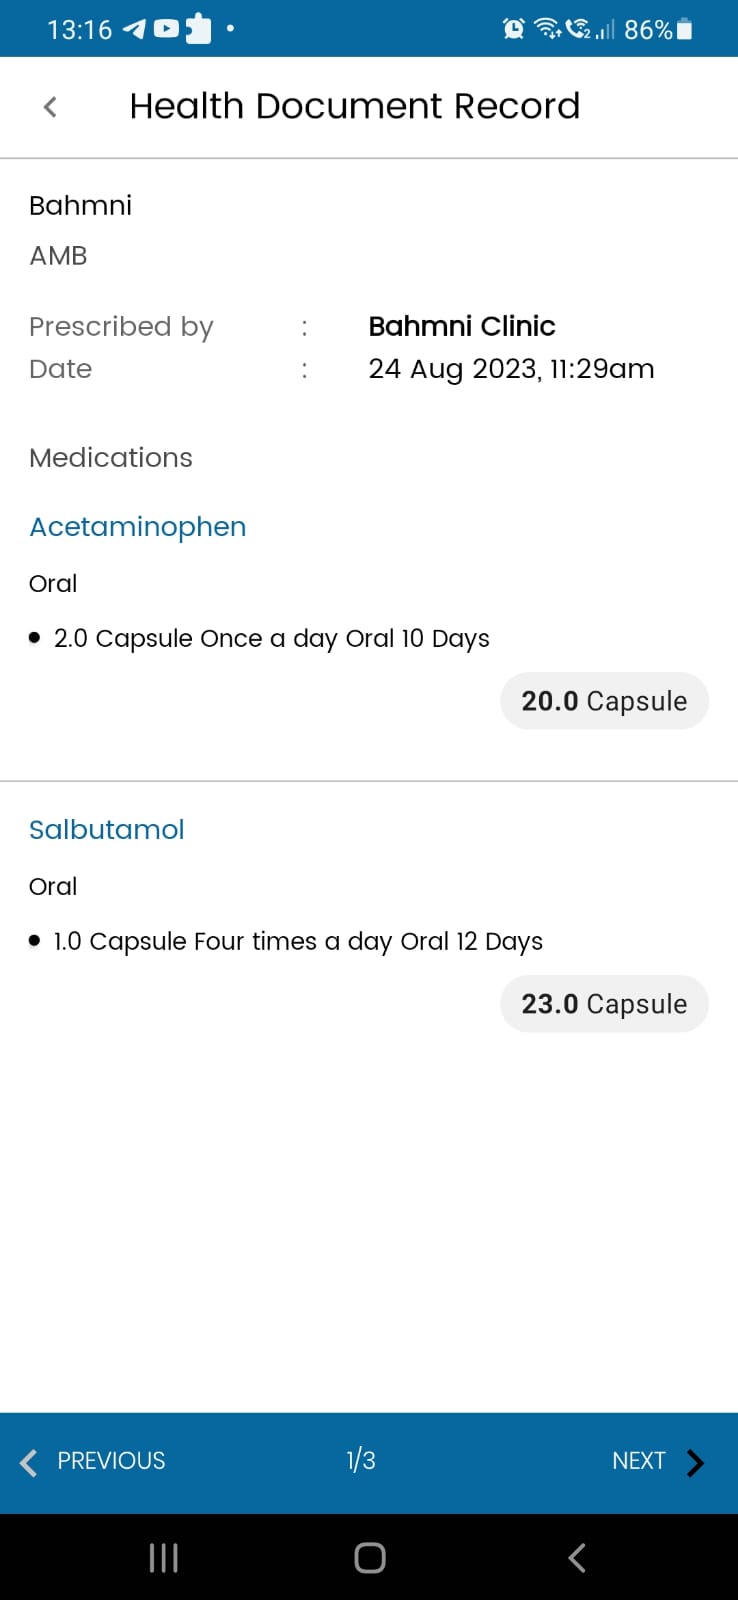 13:16 86%
Health Document Record
Bahmni
AMB
Prescribed by : Bahmni Clinic
Date : 24 Aug 2023, 11:29am
Medications
Acetaminophen
Oral
• 2.0 Capsule Once a day Oral 10 Days
20.0 Capsule
Salbutamol
Oral
• 1.0 Capsule Four times a day Oral 12 Days
23.0 Capsule
PREVIOUS 1/3 NEXT